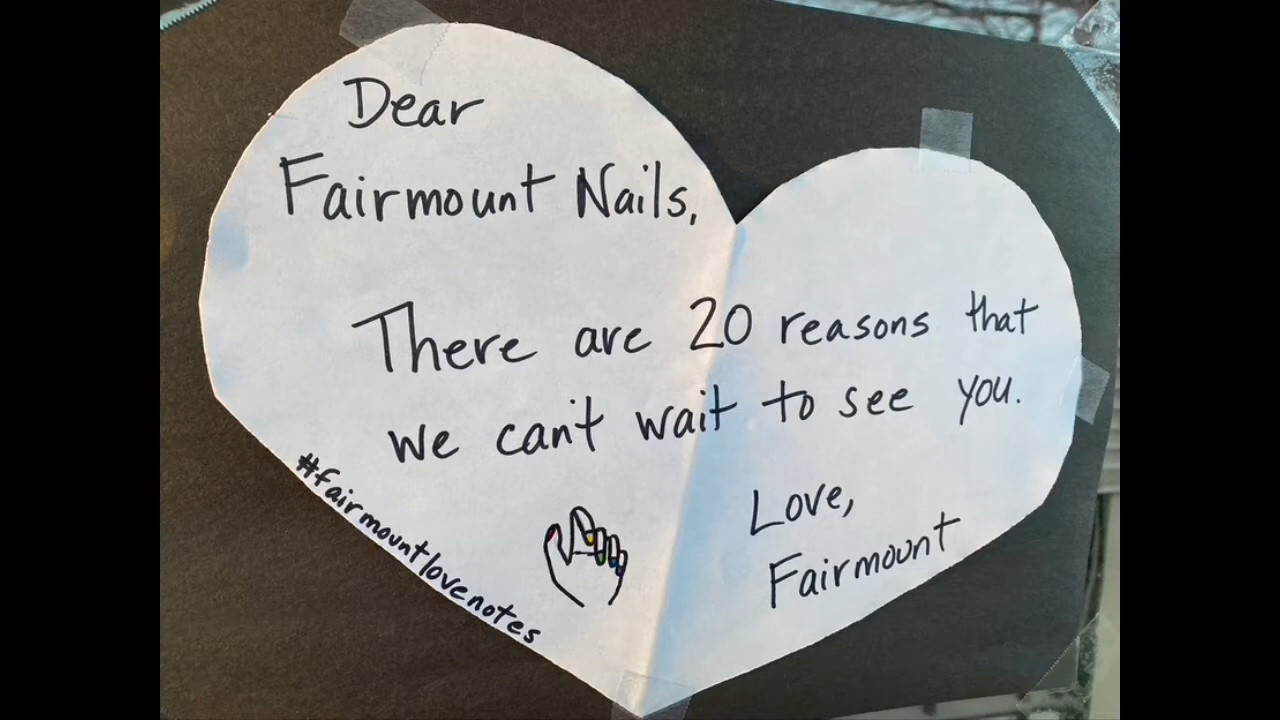 Dear
Fairmount Nails,
There are 20 reasons that
we can't wait to see you.
Love,
Fairmount
#fairmountlovenotes